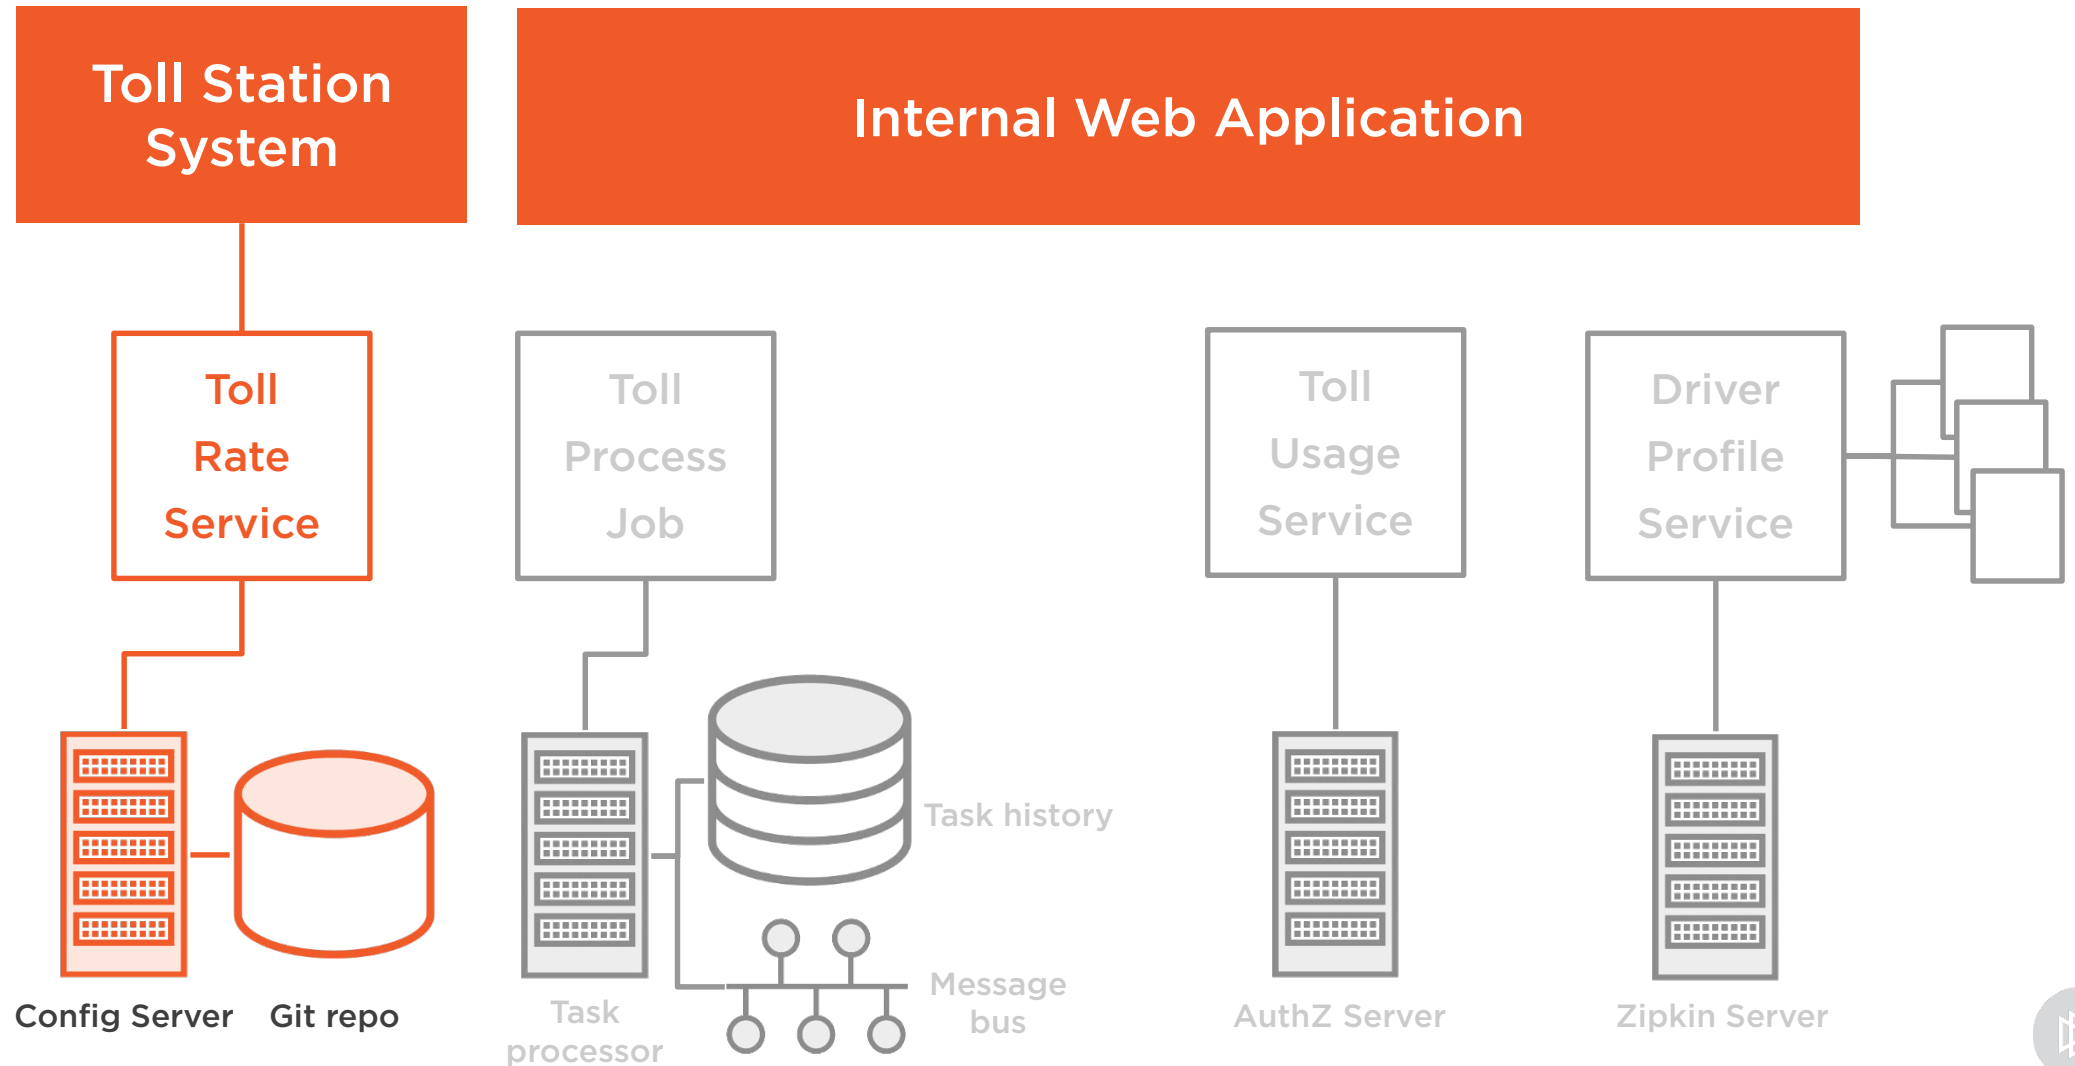 Toll Station
System
Internal Web Application
Toll
Rate
Service
Toll
Process
Job
Toll
Usage
Service
Driver
Profile
Service
Task history
Message
bus
Config Server
Git repo
Task
processor
AuthZ Server
Zipkin Server